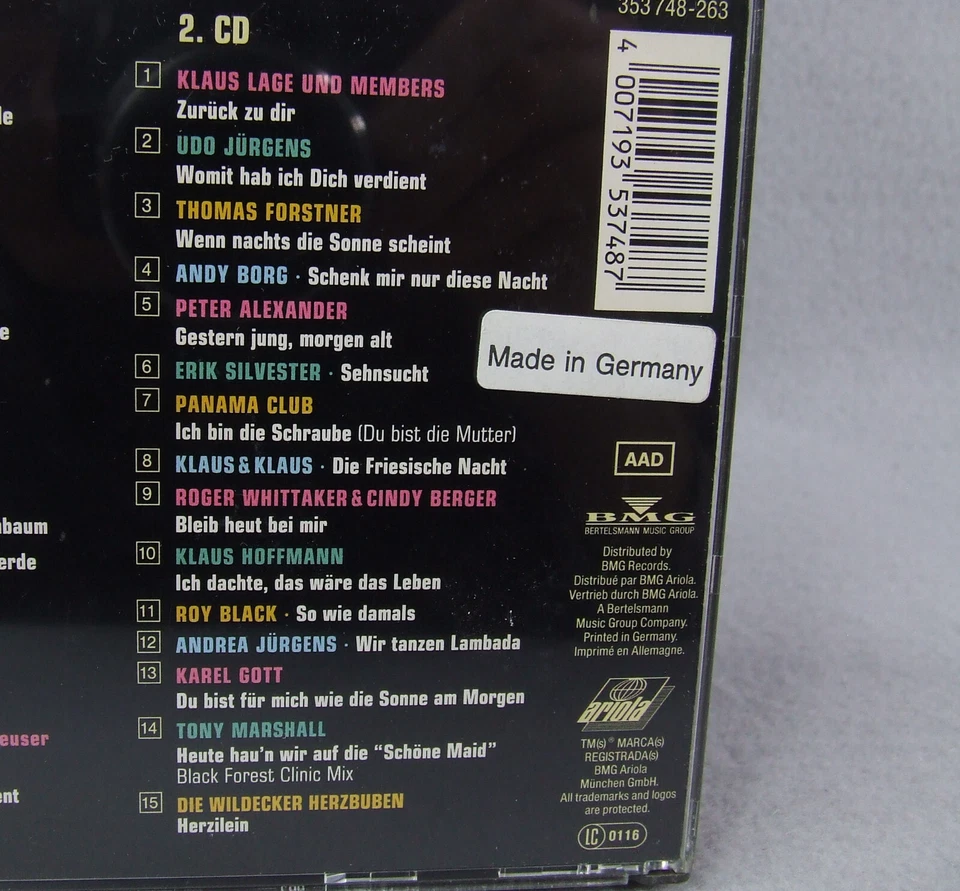 le
e
nbaum
erde
euser
ent
2. CD
1 KLAUS LAGE UND MEMBERS
Zurück zu dir
2 UDO JÜRGENS
Womit hab ich Dich verdient
3 THOMAS FORSTNER
Wenn nachts die Sonne scheint
4 ANDY BORG · Schenk mir nur diese Nacht
5 PETER ALEXANDER
Gestern jung, morgen alt
6 ERIK SILVESTER · Sehnsucht
7 PANAMA CLUB
Ich bin die Schraube (Du bist die Mutter)
8 KLAUS & KLAUS · Die Friesische Nacht
9 ROGER WHITTAKER & CINDY BERGER
Bleib heut bei mir
10 KLAUS HOFFMANN
Ich dachte, das wäre das Leben
11 ROY BLACK · So wie damals
12 ANDREA JÜRGENS · Wir tanzen Lambada
13 KAREL GOTT
Du bist für mich wie die Sonne am Morgen
14 TONY MARSHALL
Heute hau'n wir auf die "Schöne Maid"
Black Forest Clinic Mix
15 DIE WILDECKER HERZBUBEN
Herzilein
353 748-263
4 007193 537487
Made in Germany
AAD
BMG
BERTELSMANN MUSIC GROUP
Distributed by
BMG Records.
Distribué par BMG Ariola.
Vertrieb durch BMG Ariola.
A Bertelsmann
Music Group Company.
Printed in Germany.
Imprimé en Allemagne.
ariola
TM(s) ® MARCA(s)
REGISTRADA(s)
BMG Ariola
München GmbH.
All trademarks and logos
are protected.
LC 0116